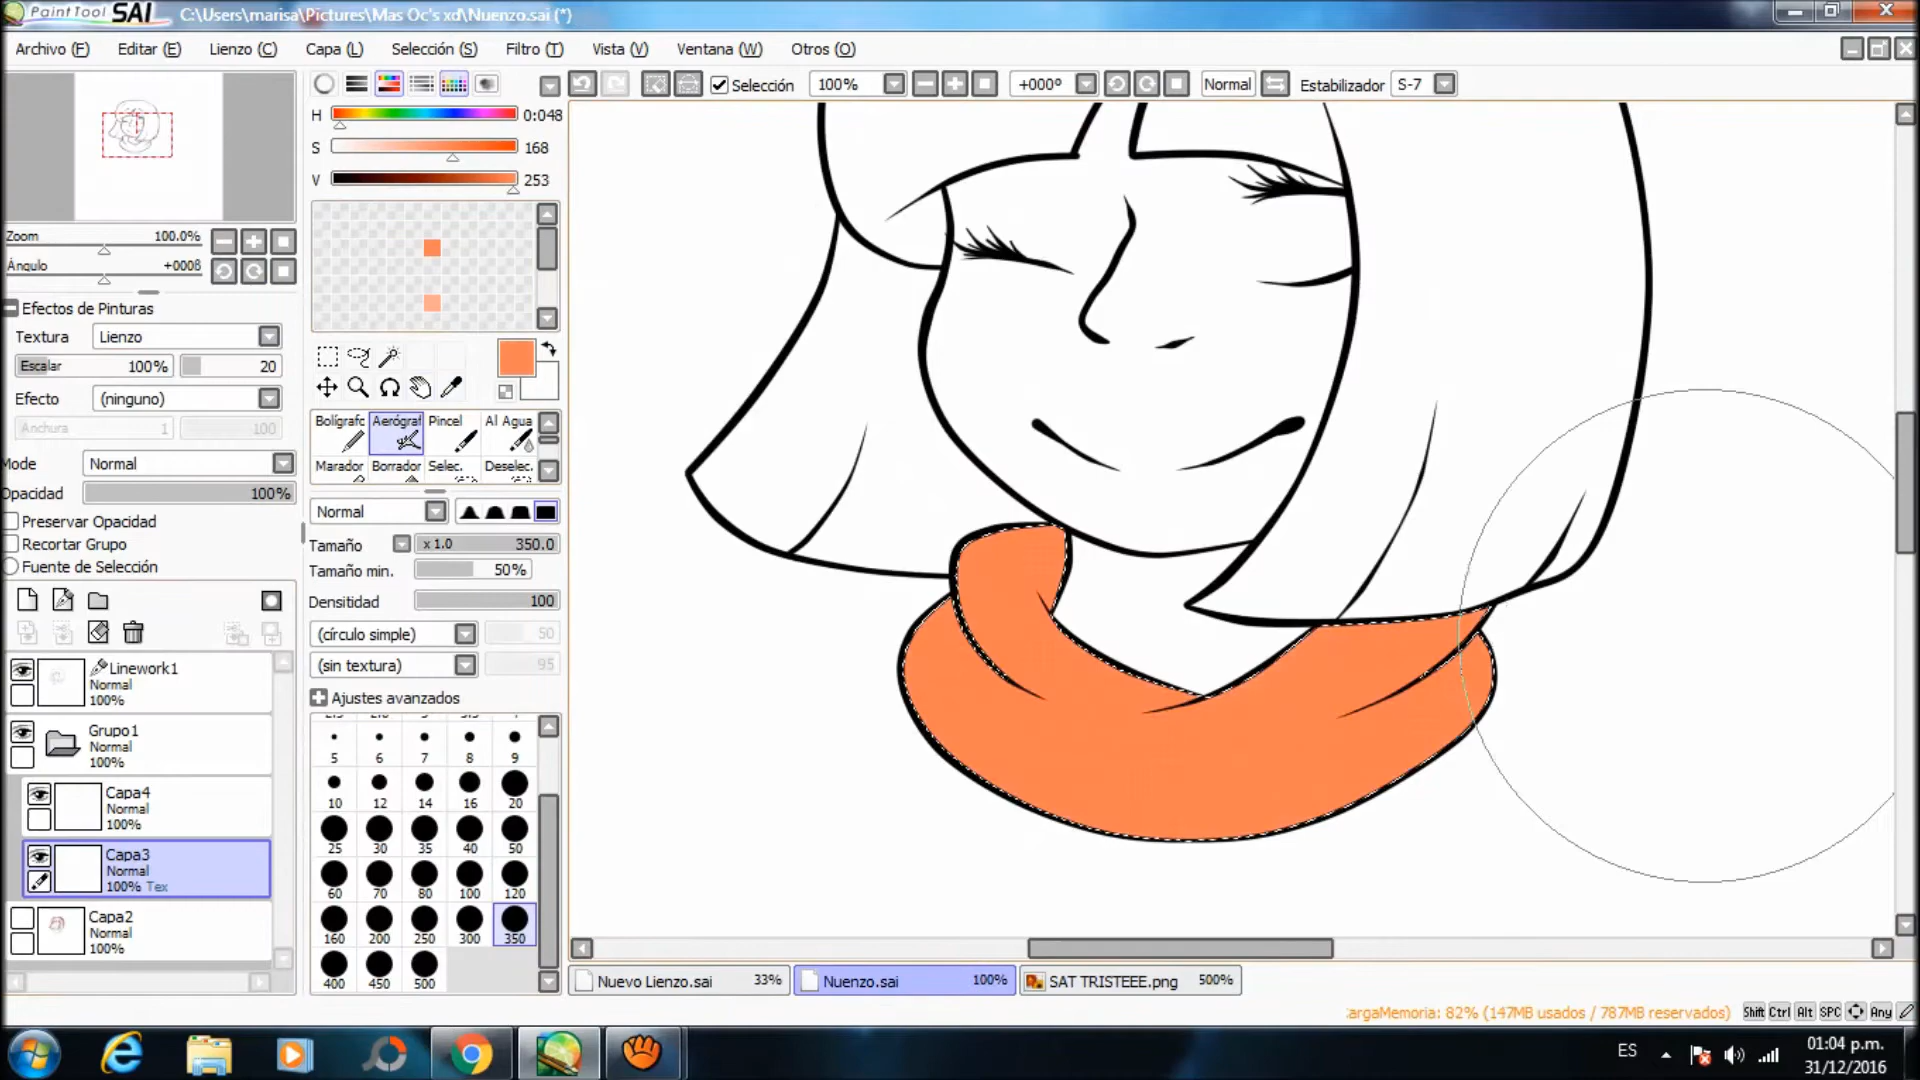 PaintTool SAI C:\Users\marisa\Pictures\Mas Oc's xd\Nuenzo.sai (*)
Archivo (F) Editar (E) Lienzo (C) Capa (L) Selección (S) Filtro (T) Vista (V) Ventana (W) Otros (O)
Selección 100% +000º Normal Estabilizador S-7
H 0:048
S 168
V 253
Zoom 100.0%
Ángulo +000º
Efectos de Pinturas
Textura Lienzo
Escalar 100% 20
Efecto (ninguno)
Anchura 1 100
Mode Normal
Opacidad 100%
Preservar Opacidad
Recortar Grupo
Fuente de Selección
Bolígrafc Aerógraf Pincel Al Agua
Marador Borrador Selec. Deselec.
Normal
Tamaño x 1.0 350.0
Tamaño min. 50%
Densitidad 100
(círculo simple) 50
(sin textura) 95
Ajustes avanzados
5 6 7 8 9
10 12 14 16 20
25 30 35 40 50
60 70 80 100 120
160 200 250 300 350
400 450 500
Linework1
Normal
100%
Grupo1
Normal
100%
Capa4
Normal
100%
Capa3
Normal
100% Tex
Capa2
Normal
100%
Nuevo Lienzo.sai 33% Nuenzo.sai 100% SAT TRISTEEE.png 500%
argaMemoria: 82% (147MB usados / 787MB reservados) Shift Ctrl Alt SPC Any
ES 01:04 p.m.
31/12/2016